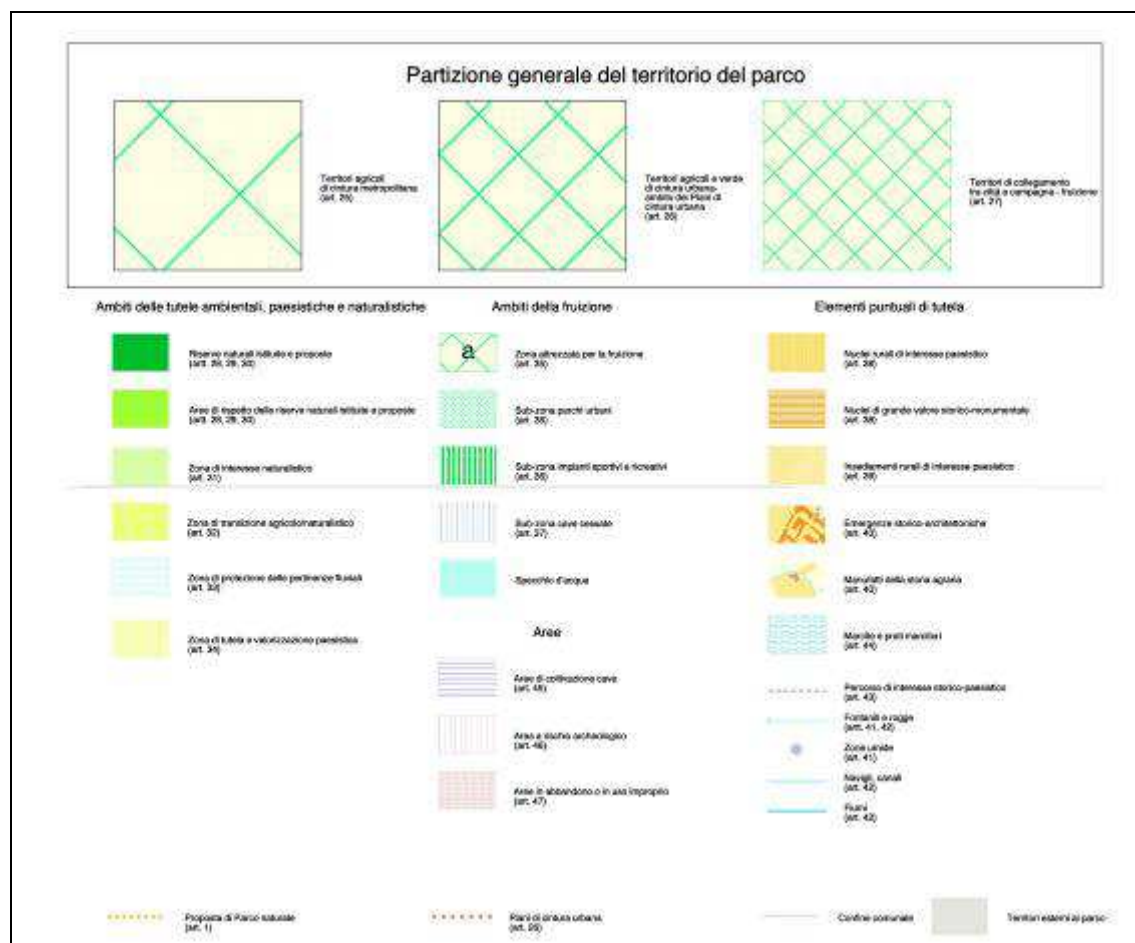 Partizione generale del territorio del parco
Territori agricoli
di cintura metropolitana
(art. 25)
Territori agricoli e verde
di cintura urbana-
ambito dei Piani di
cintura urbana
(art. 26)
Territori di collegamento
fra città e campagna - fruizione
(art. 27)
Ambiti delle tutele ambientali, paesistiche e naturalistiche
Riserve naturali istituite e proposte
(artt. 28, 29, 30)
Aree di rispetto delle riserve naturali istituite e proposte
(artt. 28, 29, 30)
Zona di interesse naturalistico
(art. 31)
Zona di transizione agricolonaturalistico
(art. 32)
Zona di protezione delle pertinenze fluviali
(art. 33)
Zona di tutela e valorizzazione paesistica
(art. 34)
Ambiti della fruizione
a
Zona attrezzata per la fruizione
(art. 35)
Sub-zona parchi urbani
Sub-zona impianti sportivi e ricreativi
(art. 36)
Sub-zona cave cessate
(art. 37)
Specchio d'acqua
Aree
Aree di coltivazione cava
(art. 45)
Area a rischio archeologico
(art. 46)
Aree in abbandono o in uso improprio
(art. 47)
Elementi puntuali di tutela
Nuclei rurali di interesse paesistico
(art. 38)
Nuclei di grande valore storico-monumentale
(art. 39)
Insediamenti rurali di interesse paesistico
(art. 39)
Emergenze storico-architettoniche
(art. 40)
Manufatti della storia agraria
(art. 40)
Marcite e prati marcitori
(art. 44)
Percorso di interesse storico-paesistico
(art. 43)
Fontanili e rogge
(artt. 41, 42)
Zone umide
(art. 41)
Navigli, canali
(art. 42)
Fiumi
(art. 42)
Proposta di Parco naturale
(art. 1)
Piani di cintura urbana
(art. 26)
Confine comunale
Territori esterni al parco